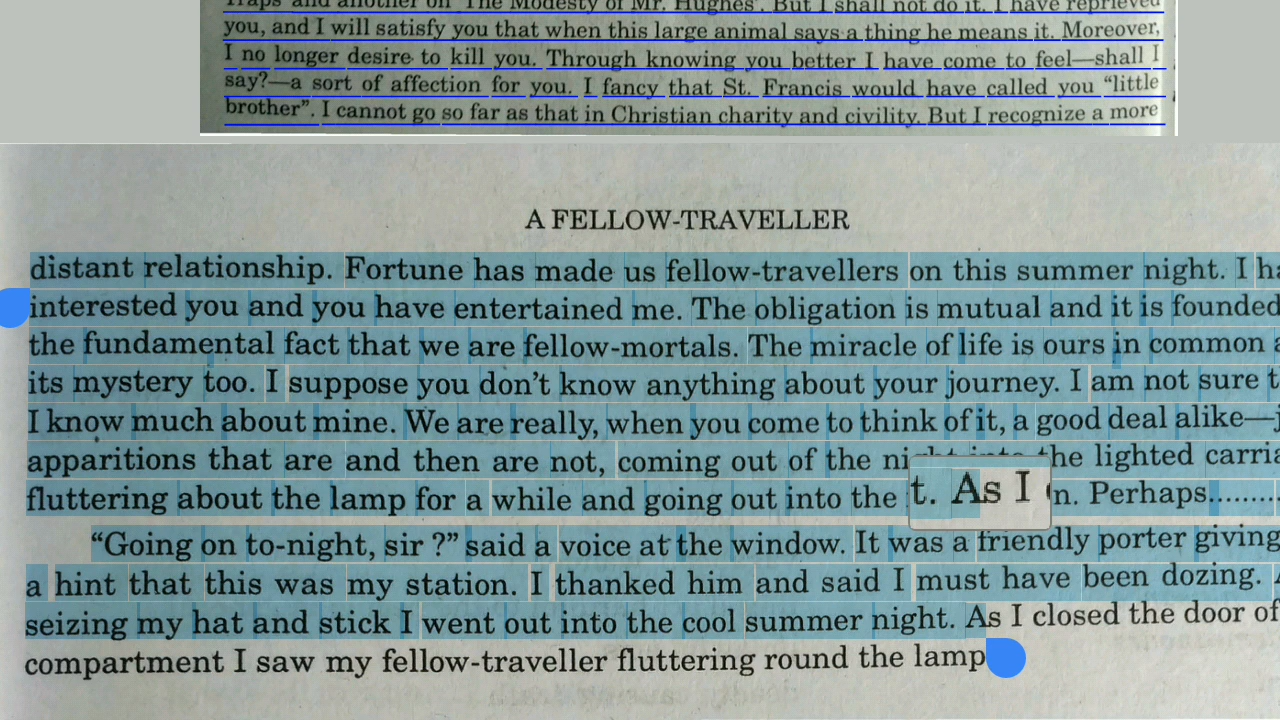 Traps and another on 'The Modesty of Mr. Hughes'. But I shall not do it. I have reprieved
you, and I will satisfy you that when this large animal says a thing he means it. Moreover,
I no longer desire to kill you. Through knowing you better I have come to feel—shall I
say?—a sort of affection for you. I fancy that St. Francis would have called you “little
brother”. I cannot go so far as that in Christian charity and civility. But I recognize a more
A FELLOW-TRAVELLER
distant relationship. Fortune has made us fellow-travellers on this summer night. I
interested you and you have entertained me. The obligation is mutual and it is founded
the fundamental fact that we are fellow-mortals. The miracle of life is ours in common
its mystery too. I suppose you don't know anything about your journey. I am not sure
I know much about mine. We are really, when you come to think of it, a good deal alike—
apparitions that are and then are not, coming out of the the lighted
fluttering about the lamp for a while and going out into the t. As I n. Perhaps........
“Going on to-night, sir ?” said a voice at the window. It was a friendly porter giving
a hint that this was my station. I thanked him and said I must have been dozing.
seizing my hat and stick I went out into the cool summer night. As I closed the door of
compartment I saw my fellow-traveller fluttering round the lamp